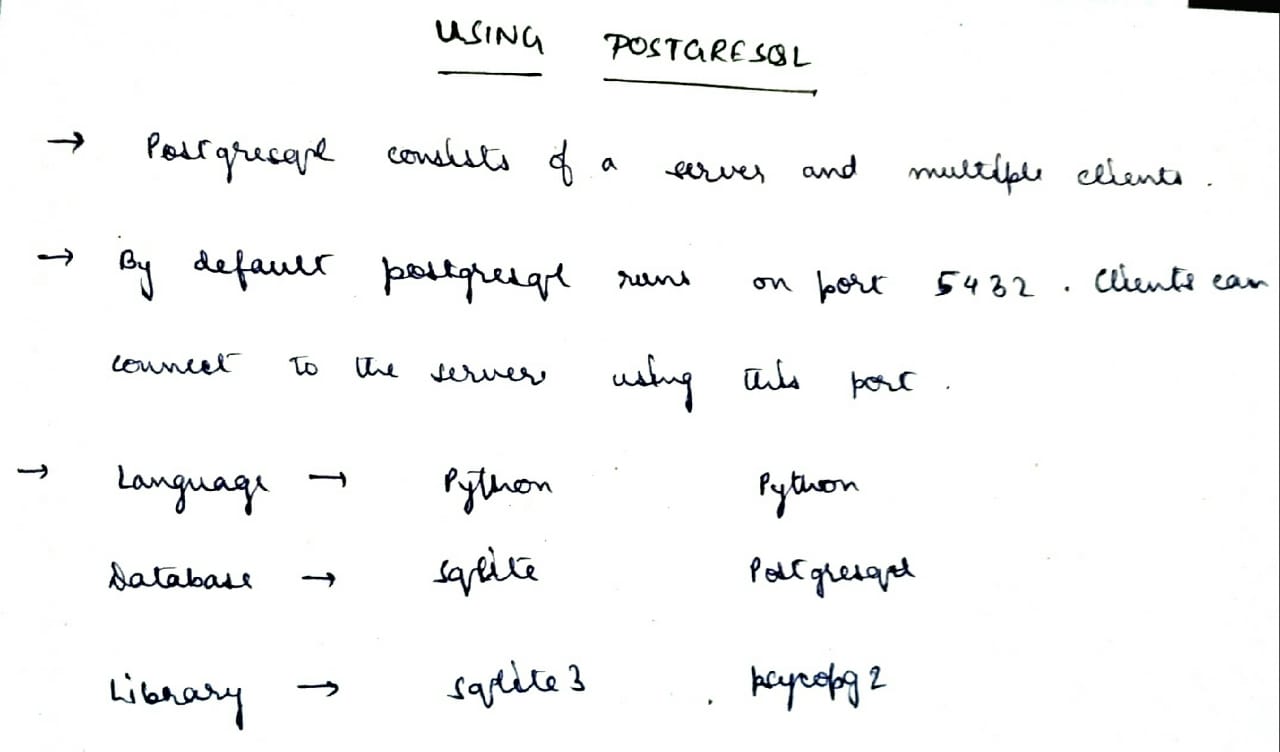 USING POSTGRESQL
→ Postgresql consists of a server and multiple clients.
→ By default postgresql runs on port 5432. Clients can
connect to the server using this port.
→ Language → Python Python
Database → sqlite Postgresql
Library → sqlite3 psycopg2